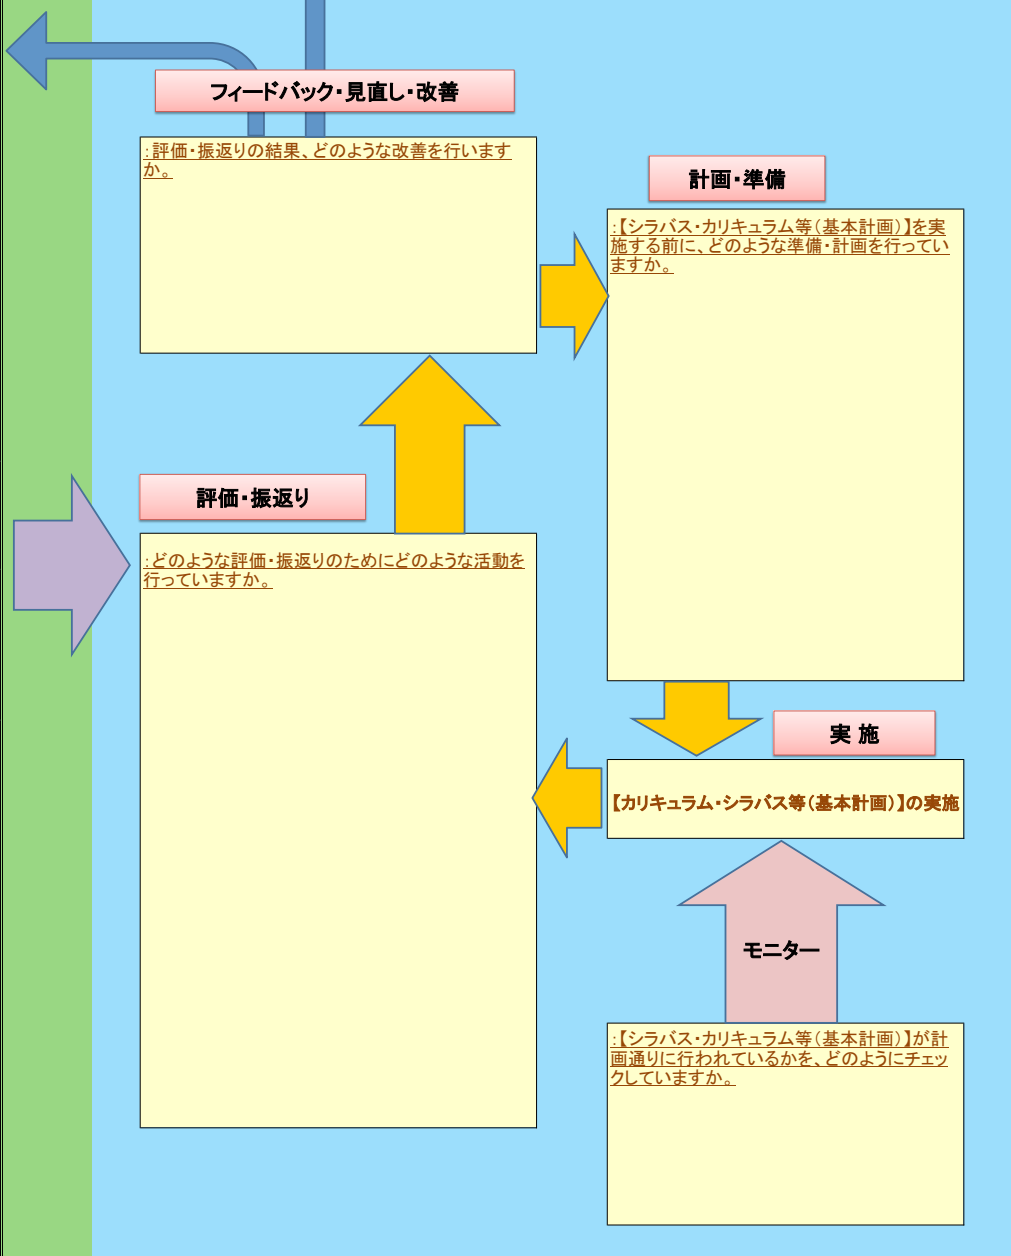 フィードバック・見直し・改善
:評価・振返りの結果、どのような改善を行います
か。
計画・準備
:【シラバス・カリキュラム等(基本計画)】を実
施する前に、どのような準備・計画を行ってい
ますか。
評価・振返り
:どのような評価・振返りのためにどのような活動を
行っていますか。
実 施
【カリキュラム・シラバス等(基本計画)】の実施
モニター
:【シラバス・カリキュラム等(基本計画)】が計
画通りに行われているかを、どのようにチェッ
クしていますか。